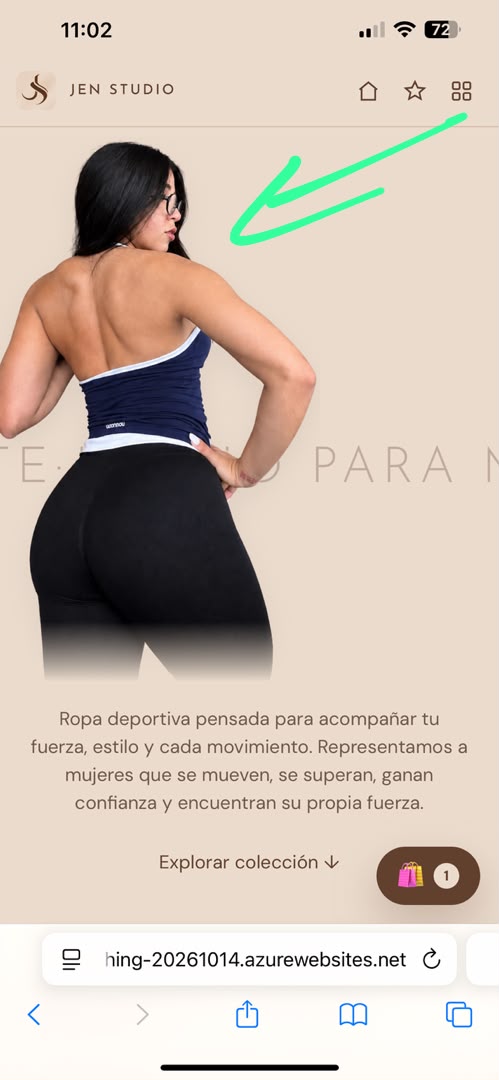 11:02
72
JEN STUDIO
TE· O PARA
Ropa deportiva pensada para acompañar tu
fuerza, estilo y cada movimiento. Representamos a
mujeres que se mueven, se superan, ganan
confianza y encuentran su propia fuerza.
Explorar colección ↓
1
hing-20261014.azurewebsites.net